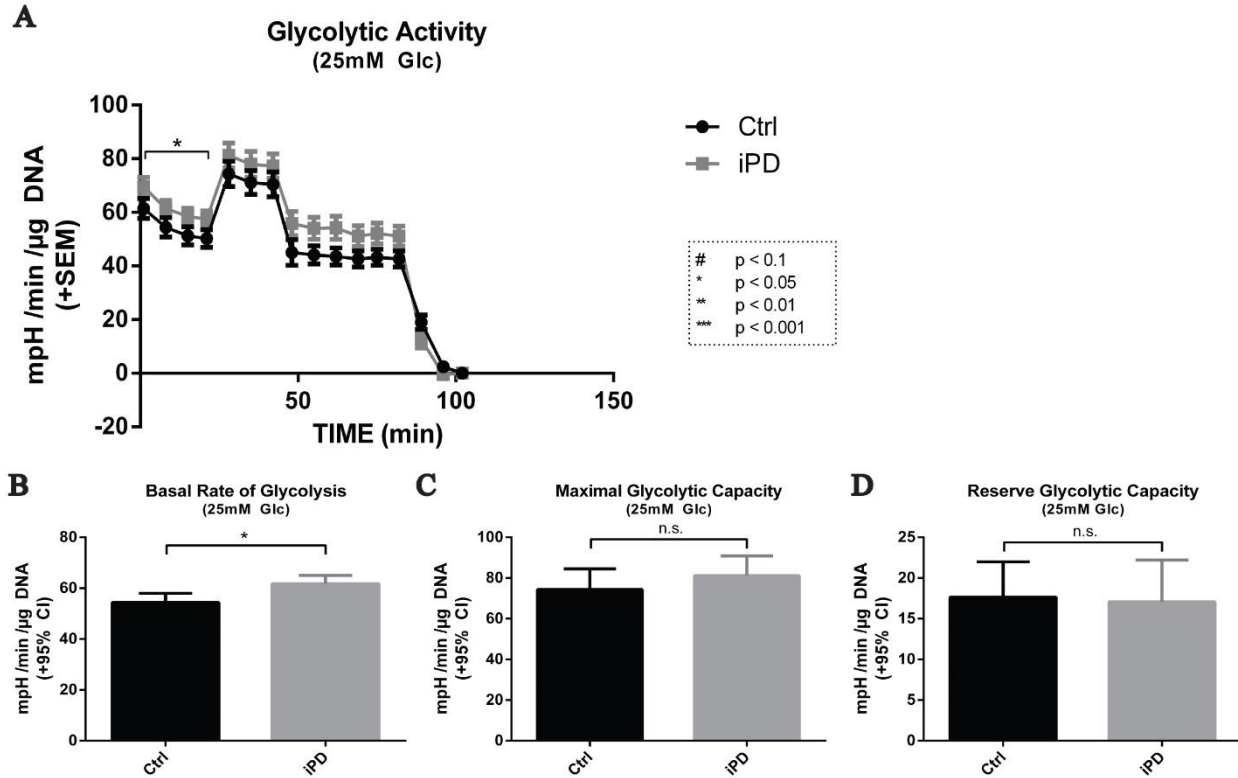 A
Glycolytic Activity
(25mM Glc)
mpH /min /µg DNA
(+SEM)
100
80
60
40
20
0
-20
*
50
100
150
TIME (min)
Ctrl
iPD
# p < 0.1
* p < 0.05
** p < 0.01
*** p < 0.001
B
Basal Rate of Glycolysis
(25mM Glc)
*
mpH /min /µg DNA
(+95% CI)
80
60
40
20
0
Ctrl
iPD
C
Maximal Glycolytic Capacity
(25mM Glc)
n.s.
mpH /min /µg DNA
(+95% CI)
100
80
60
40
20
0
Ctrl
iPD
D
Reserve Glycolytic Capacity
(25mM Glc)
n.s.
mpH /min /µg DNA
(+95% CI)
25
20
15
10
5
0
Ctrl
iPD